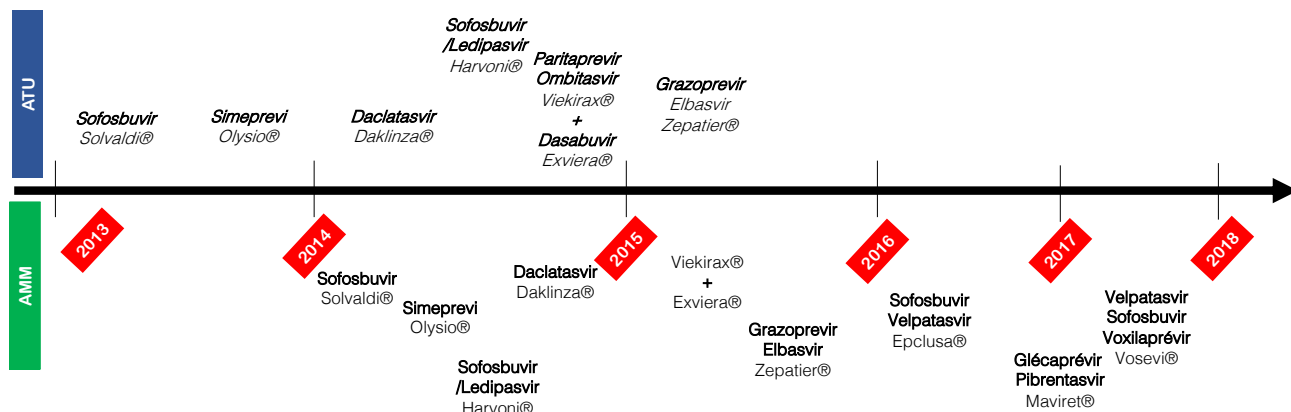 ATU
Sofosbuvir
Solvaldi®
Simeprevi
Olysio®
Daclatasvir
Daklinza®
Sofosbuvir
/Ledipasvir
Harvoni®
Paritaprevir
Ombitasvir
Viekirax®
+
Dasabuvir
Exviera®
Grazoprevir
Elbasvir
Zepatier®
2013
2014
2015
2016
2017
2018
AMM
Sofosbuvir
Solvaldi®
Simeprevi
Olysio®
Sofosbuvir
/Ledipasvir
Harvoni®
Daclatasvir
Daklinza®
Viekirax®
+
Exviera®
Grazoprevir
Elbasvir
Zepatier®
Sofosbuvir
Velpatasvir
Epclusa®
Glécaprévir
Pibrentasvir
Maviret®
Velpatasvir
Sofosbuvir
Voxilaprévir
Vosevi®